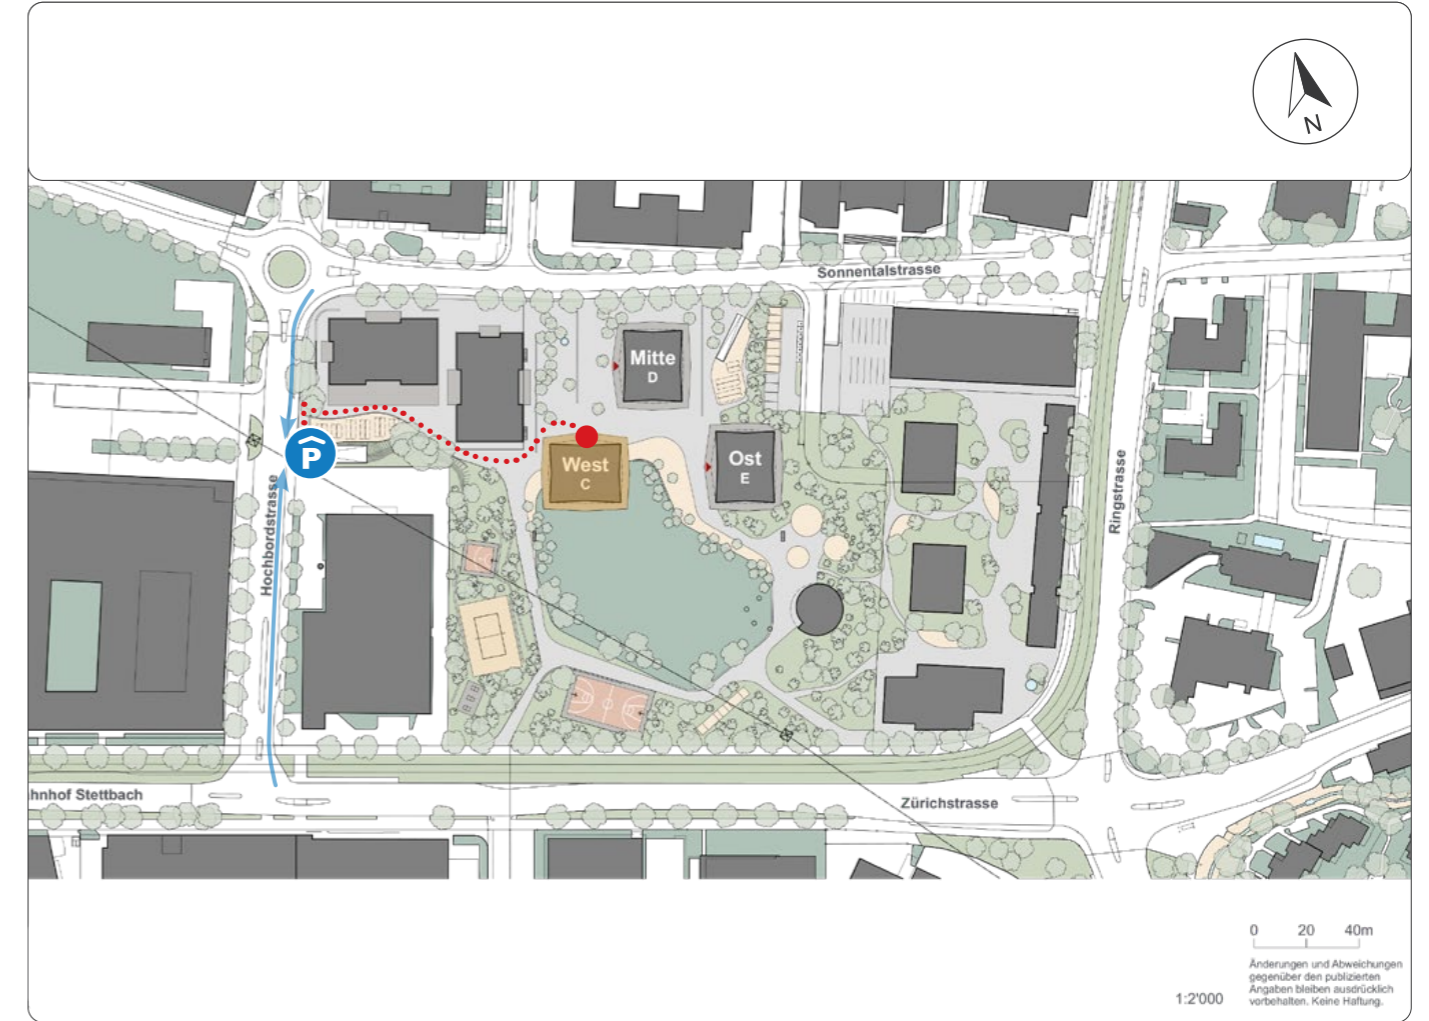 N
Sonnentalstrasse
Mitte
D
P
West
C
Ost
E
Hochbordstrasse
Ringstrasse
ahnhof Stettbach
Zürichstrasse
0 20 40m
Änderungen und Abweichungen
gegenüber den publizierten
Angaben bleiben ausdrücklich
vorbehalten. Keine Haftung.
1:2'000